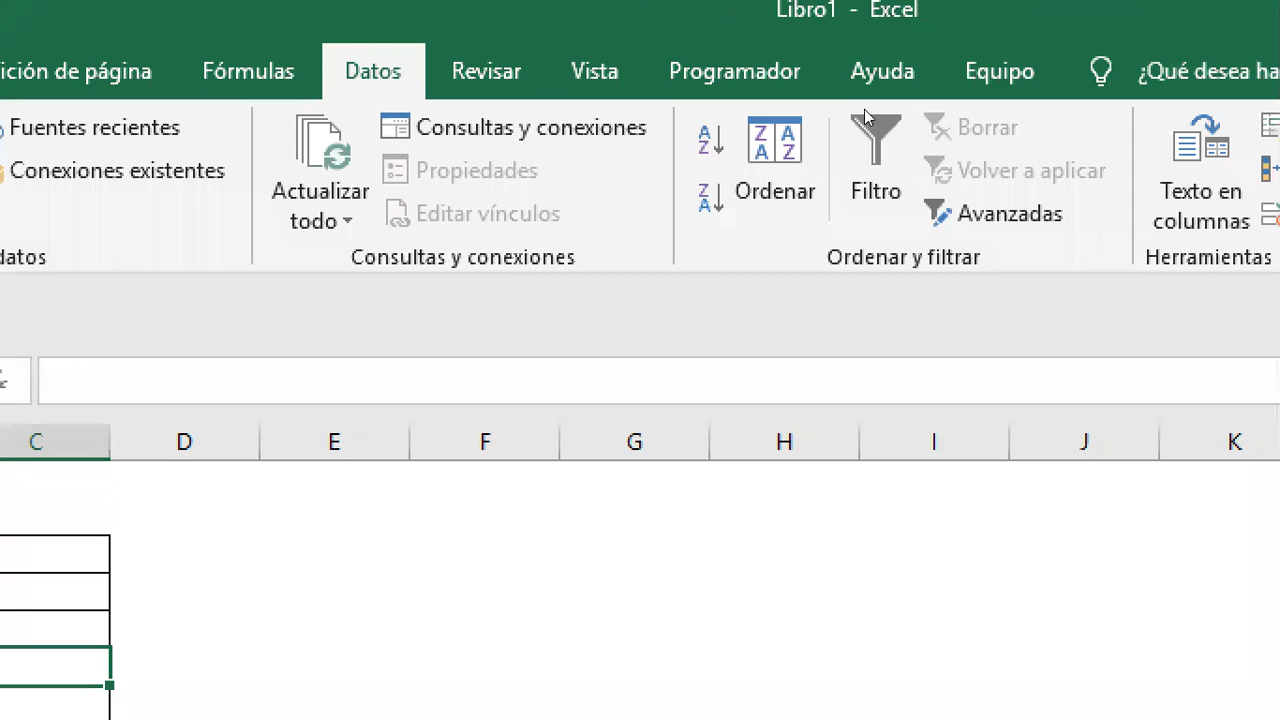 Libro1 - Excel
ición de página Fórmulas Datos Revisar Vista Programador Ayuda Equipo ¿Qué desea ha
Fuentes recientes
Conexiones existentes
datos
Actualizar
todo
Consultas y conexiones
Propiedades
Editar vínculos
Consultas y conexiones
A
Z
Z
A
Z A
A Z
Ordenar
Filtro
Borrar
Volver a aplicar
Avanzadas
Ordenar y filtrar
Texto en
columnas
Herramientas
C D E F G H I J K